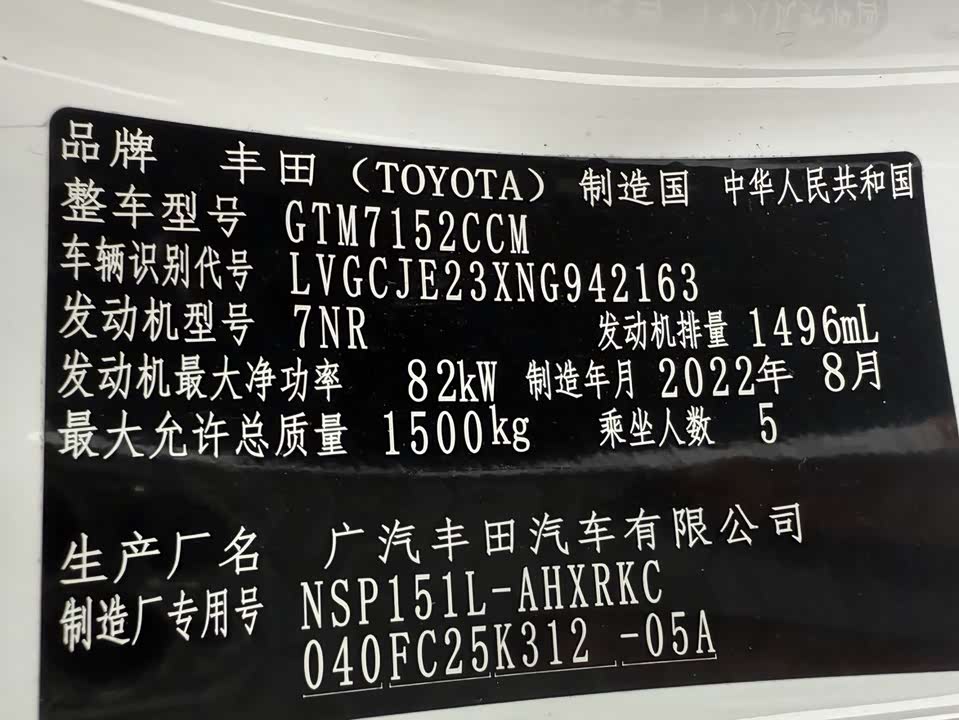 品牌 丰田（TOYOTA） 制造国 中华人民共和国
整车型号 GTM7152CCM
车辆识别代号 LVGCJE23XNG942163
发动机型号 7NR 发动机排量 1496mL
发动机最大净功率 82kW 制造年月 2022年 8月
最大允许总质量 1500kg 乘坐人数 5
生产厂名 广汽丰田汽车有限公司
制造厂专用号 NSP151L-AHXRKC
040FC25K312 -05A